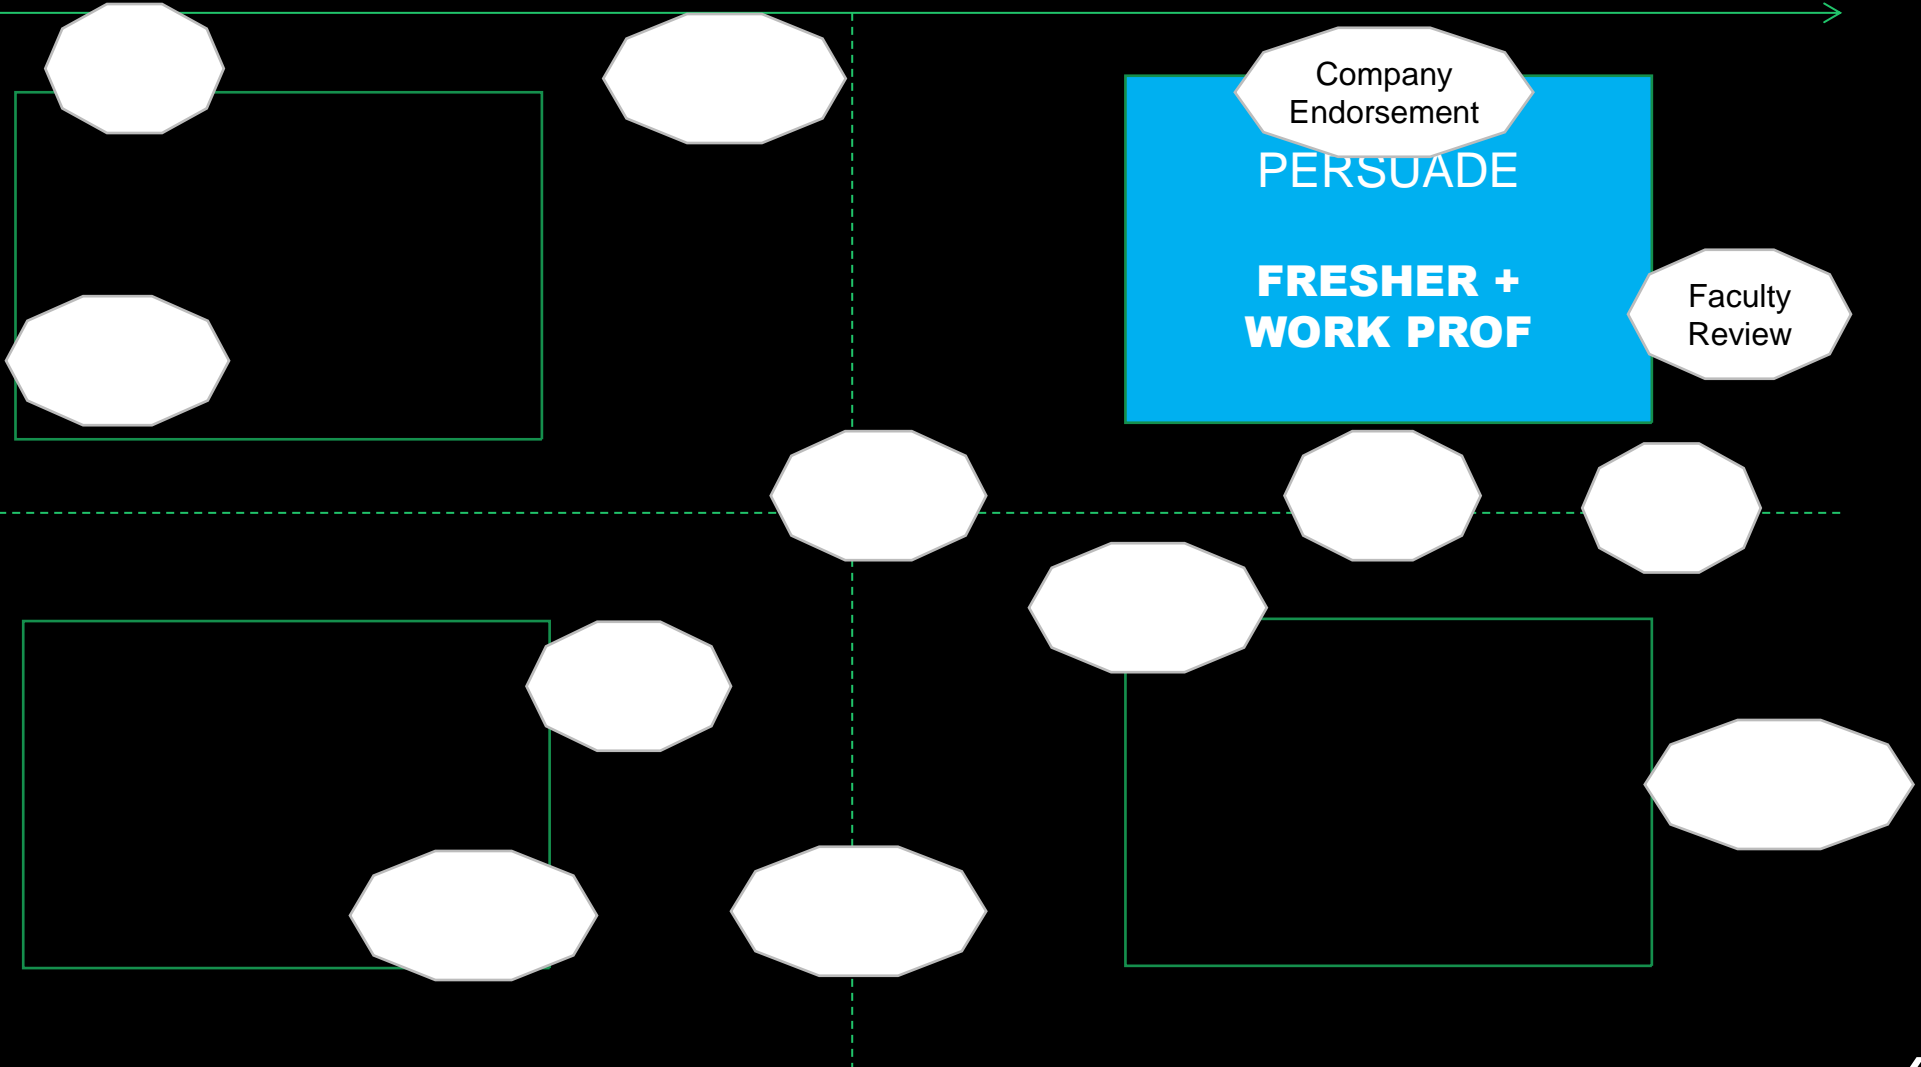 Company
Endorsement
PERSUADE
FRESHER +
WORK PROF
Faculty
Review